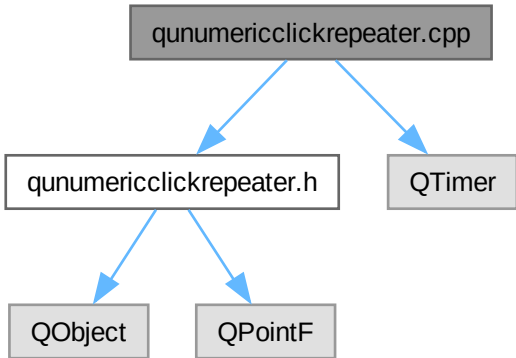 qunumericclickrepeater.cpp
qunumericclickrepeater.h
QTimer
QObject
QPointF